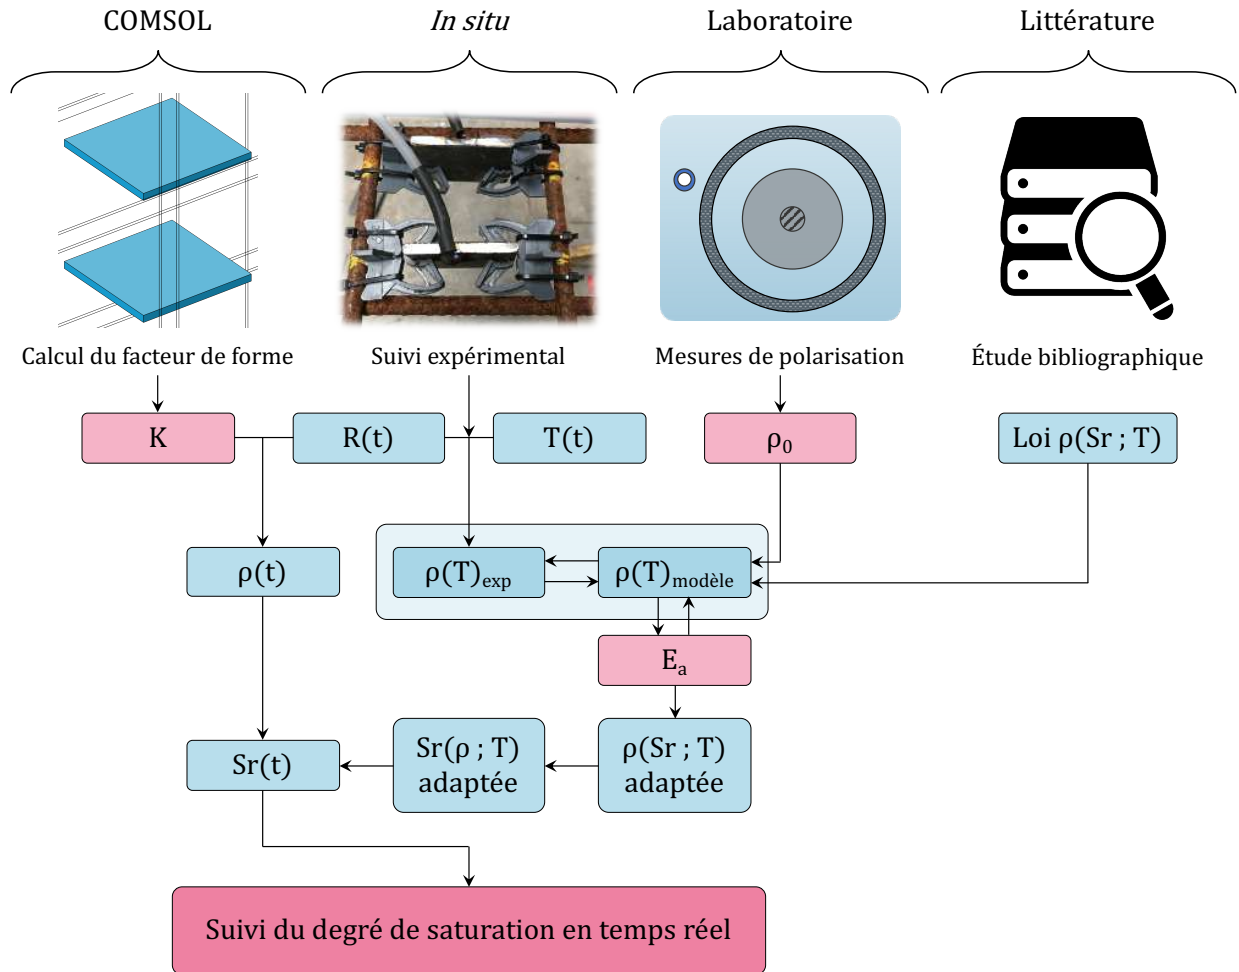 COMSOL
In situ
Laboratoire
Littérature
Calcul du facteur de forme
Suivi expérimental
Mesures de polarisation
Étude bibliographique
K
R(t)
T(t)
ρ₀
Loi ρ(Sr ; T)
ρ(t)
ρ(T)exp
ρ(T)modèle
Eₐ
Sr(t)
Sr(ρ ; T)
adaptée
ρ(Sr ; T)
adaptée
Suivi du degré de saturation en temps réel